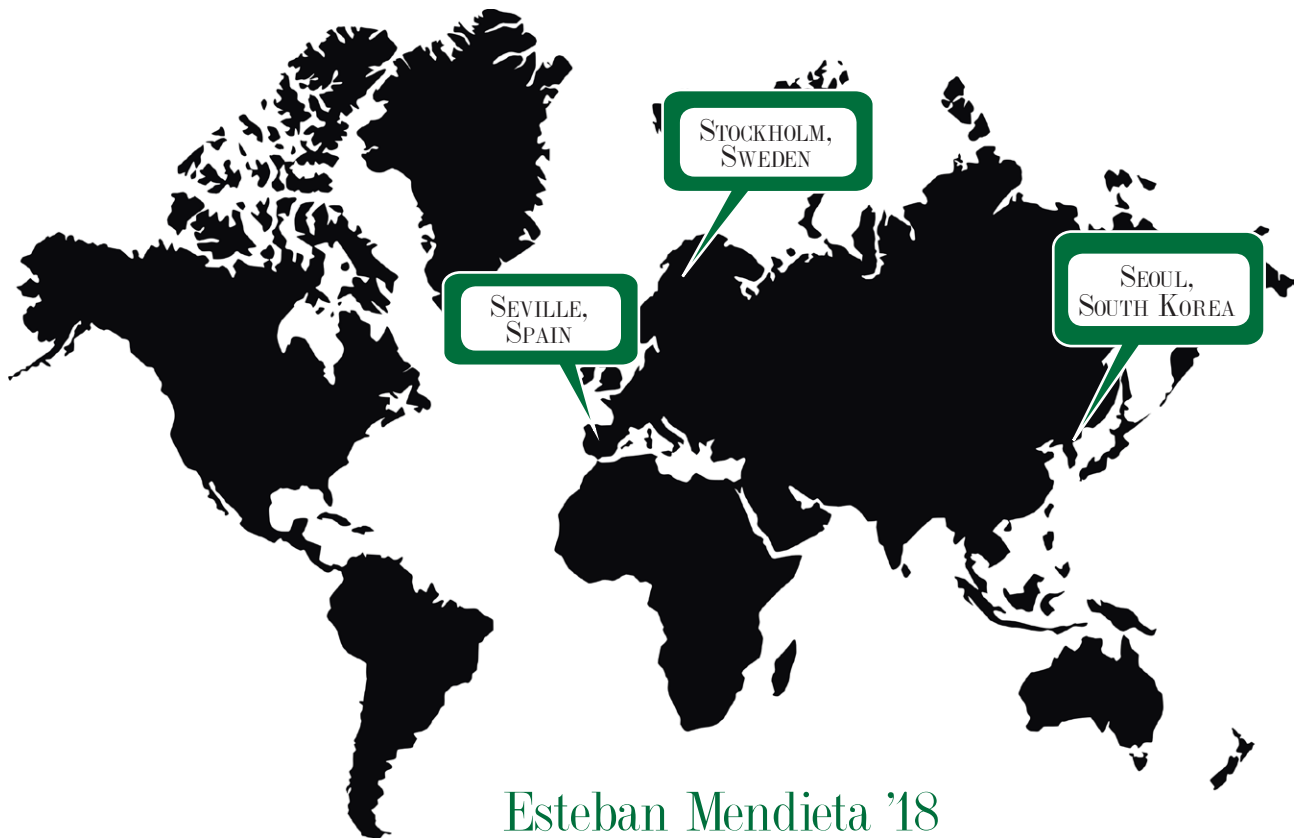 Stockholm,
Sweden
Seoul,
South Korea
Seville,
Spain
Esteban Mendieta ’18